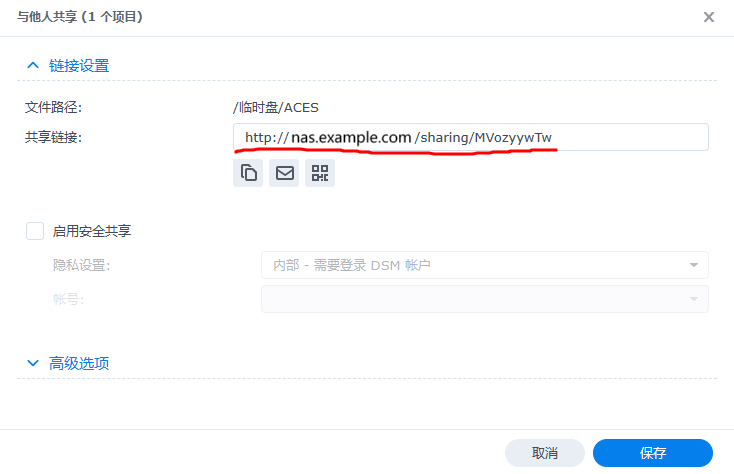 与他人共享 (1 个项目)
链接设置
文件路径: /临时盘/ACES
共享链接: http://nas.example.com/sharing/MVozyywTw
启用安全共享
隐私设置: 内部 - 需要登录 DSM 帐户
帐号:
高级选项
取消 保存